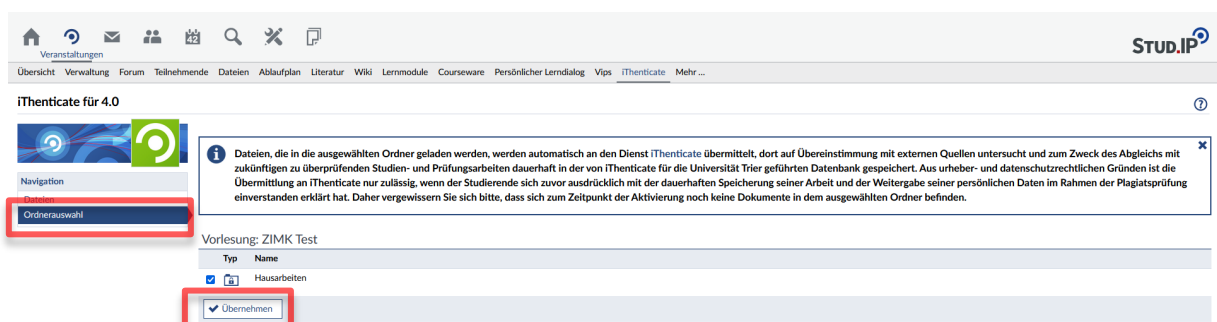 42
Veranstaltungen
STUD.IP
Übersicht Verwaltung Forum Teilnehmende Dateien Ablaufplan Literatur Wiki Lernmodule Courseware Persönlicher Lerndialog Vips iThenticate Mehr ...
iThenticate für 4.0
?
i
Dateien, die in die ausgewählten Ordner geladen werden, werden automatisch an den Dienst iThenticate übermittelt, dort auf Übereinstimmung mit externen Quellen untersucht und zum Zweck des Abgleichs mit
zukünftigen zu überprüfenden Studien- und Prüfungsarbeiten dauerhaft in der von iThenticate für die Universität Trier geführten Datenbank gespeichert. Aus urheber- und datenschutzrechtlichen Gründen ist die
Übermittlung an iThenticate nur zulässig, wenn der Studierende sich zuvor ausdrücklich mit der dauerhaften Speicherung seiner Arbeit und der Weitergabe seiner persönlichen Daten im Rahmen der Plagiatsprüfung
einverstanden erklärt hat. Daher vergewissern Sie sich bitte, dass sich zum Zeitpunkt der Aktivierung noch keine Dokumente in dem ausgewählten Ordner befinden.
Navigation
Dateien
Ordnerauswahl
Vorlesung: ZIMK Test
Typ Name
Hausarbeiten
Übernehmen